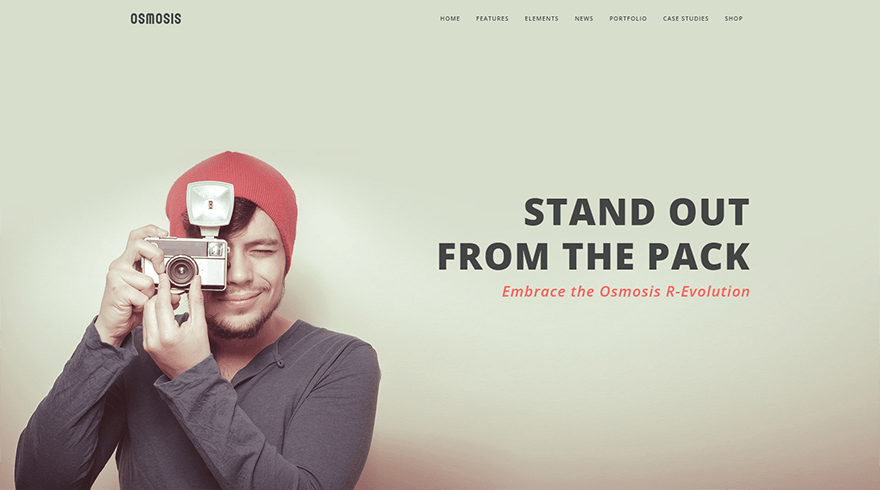 OSMOSIS
HOME FEATURES ELEMENTS NEWS PORTFOLIO CASE STUDIES SHOP
STAND OUT
FROM THE PACK
Embrace the Osmosis R-Evolution